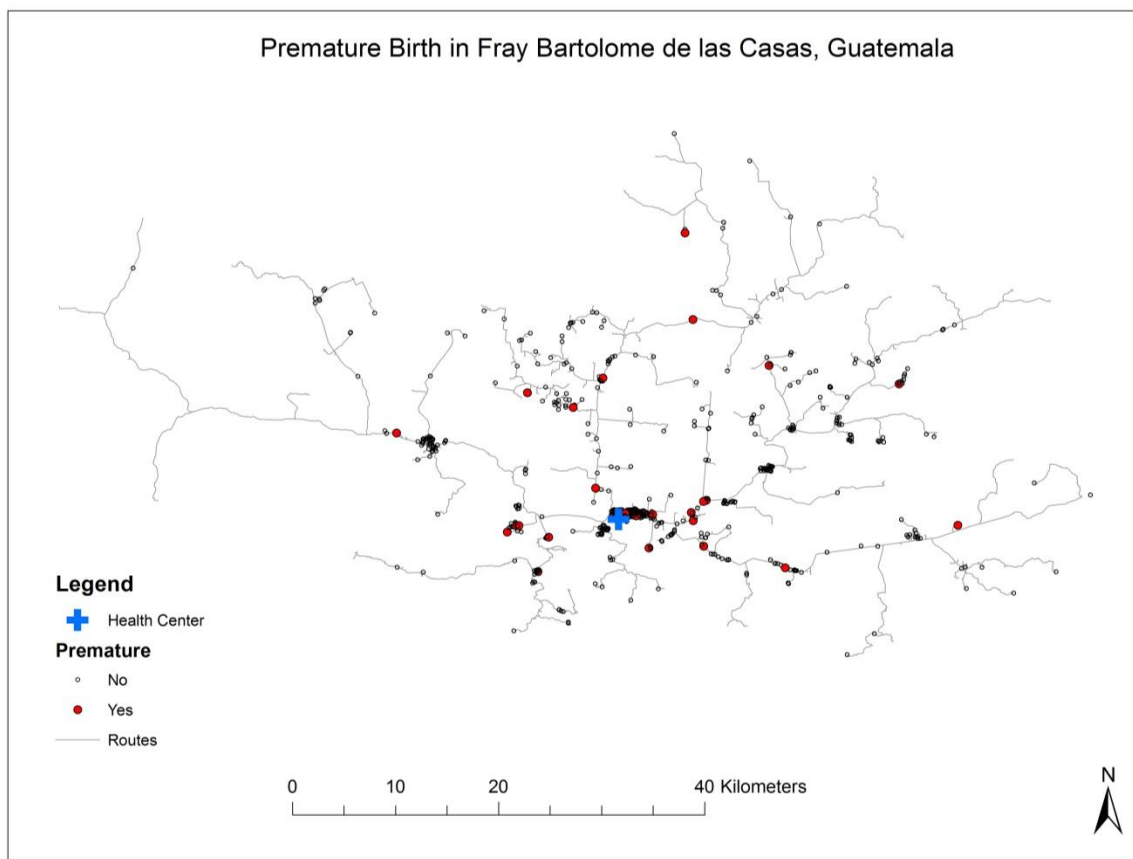 Premature Birth in Fray Bartolome de las Casas, Guatemala
Legend
Health Center
Premature
No
Yes
Routes
0 10 20 40 Kilometers
N